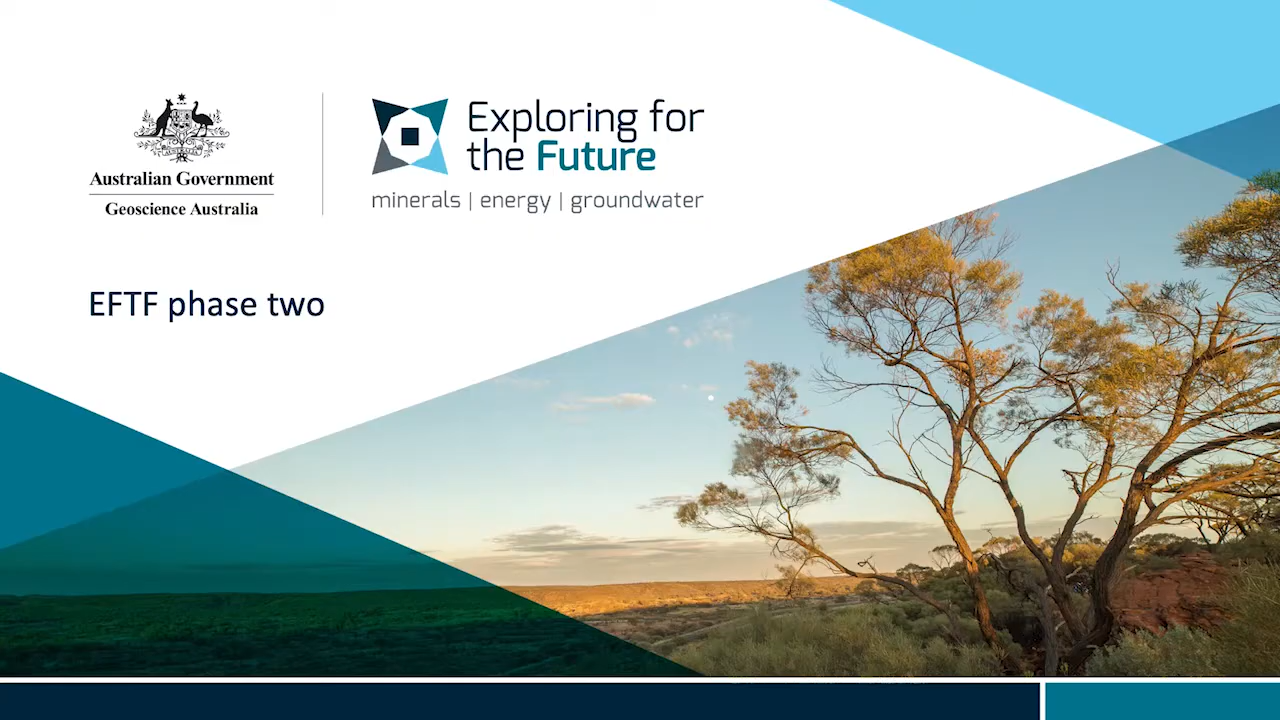 Australian Government
Geoscience Australia
Exploring for
the Future
minerals | energy | groundwater
EFTF phase two